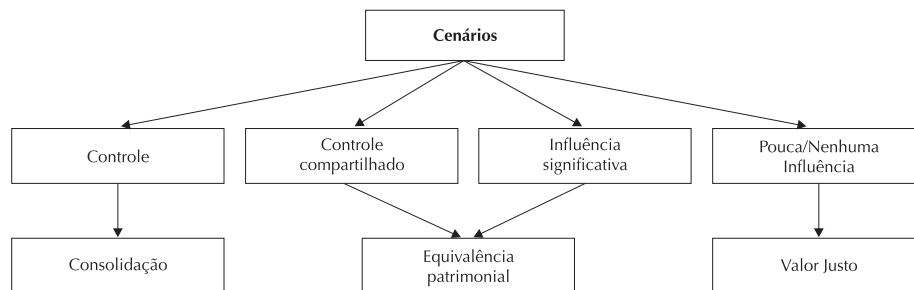 Cenários
Controle
Controle
compartilhado
Influência
significativa
Pouca/Nenhuma
Influência
Consolidação
Equivalência
patrimonial
Valor Justo